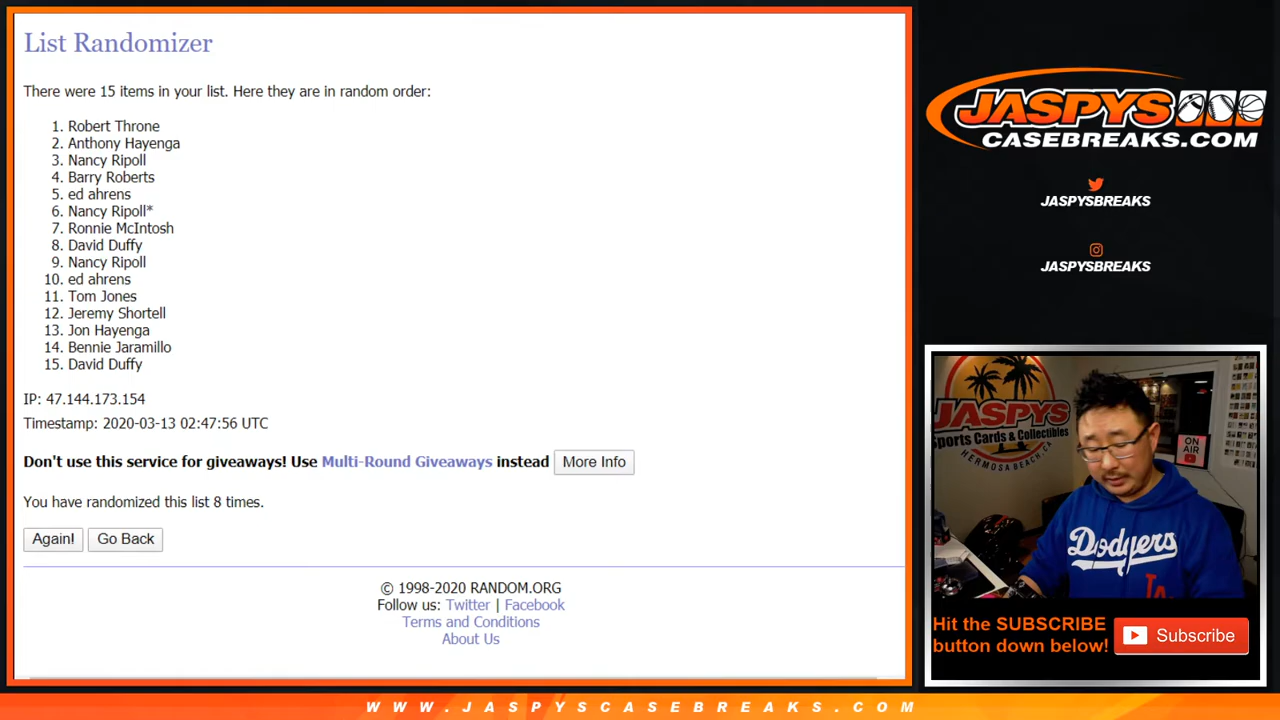 List Randomizer
There were 15 items in your list. Here they are in random order:
1. Robert Throne
2. Anthony Hayenga
3. Nancy Ripoll
4. Barry Roberts
5. ed ahrens
6. Nancy Ripoll*
7. Ronnie McIntosh
8. David Duffy
9. Nancy Ripoll
10. ed ahrens
11. Tom Jones
12. Jeremy Shortell
13. Jon Hayenga
14. Bennie Jaramillo
15. David Duffy
IP: 47.144.173.154
Timestamp: 2020-03-13 02:47:56 UTC
Don't use this service for giveaways! Use Multi-Round Giveaways instead More Info
You have randomized this list 8 times.
Again! Go Back
© 1998-2020 RANDOM.ORG
Follow us: Twitter | Facebook
Terms and Conditions
About Us
JASPYS
CASEBREAKS.COM
JASPYSBREAKS
JASPYSBREAKS
JASPYS
Sports Cards & Collectibles
HERMOSA BEACH, CA
ON
AIR
Dodgers
LA
Hit the SUBSCRIBE
button down below!
Subscribe
WWW.JASPYSCASEBREAKS.COM